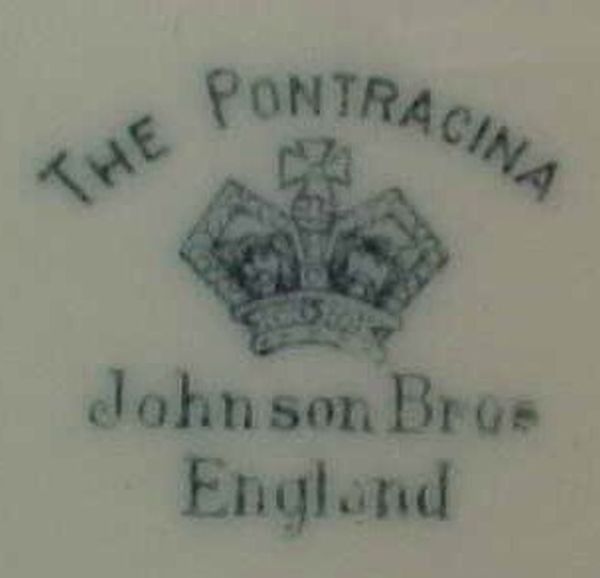 THE PONTRACINA
Johnson Bros
England